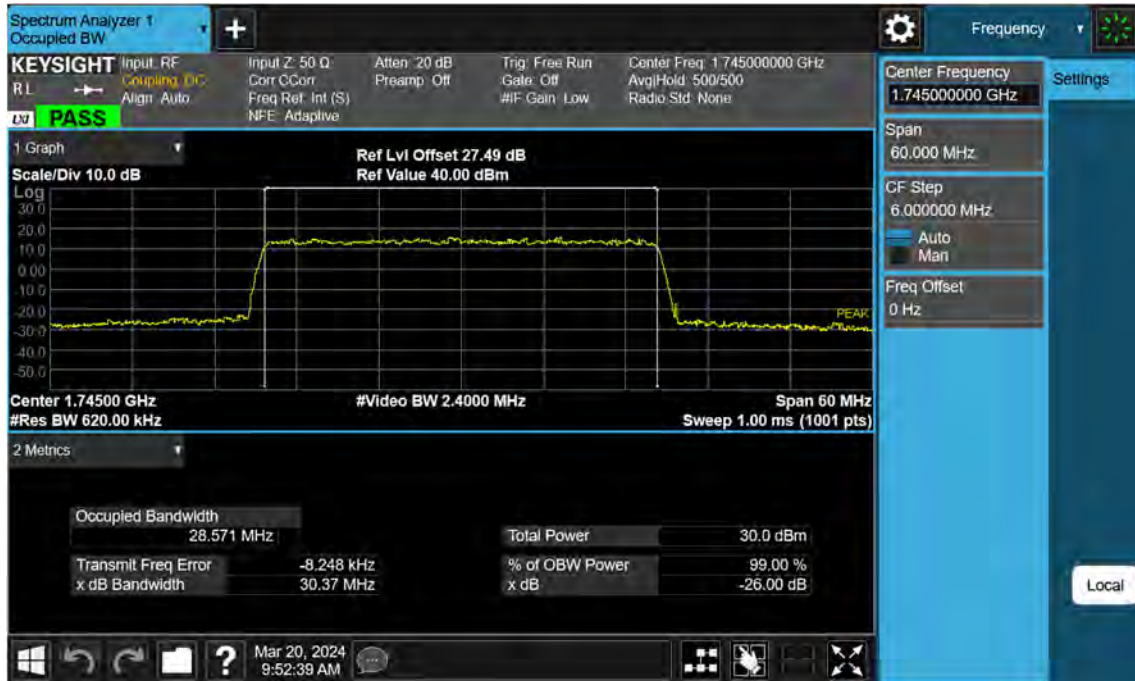 Spectrum Analyzer 1
Occupied BW
Frequency
KEYSIGHT
RL
LXI
PASS
Input: RF
Coupling: DC
Align: Auto
Input Z: 50 Ω
Corr CCorr
Freq Ref: Int (S)
NFE: Adaptive
Atten: 20 dB
Preamp: Off
Trig: Free Run
Gate: Off
#IF Gain: Low
Center Freq: 1.745000000 GHz
Avg|Hold: 500/500
Radio Std: None
Center Frequency
1.745000000 GHz
Settings
Span
60.000 MHz
CF Step
6.000000 MHz
Auto
Man
Freq Offset
0 Hz
Local
1 Graph
Scale/Div 10.0 dB
Ref Lvl Offset 27.49 dB
Ref Value 40.00 dBm
Log
30.0
20.0
10.0
0.00
-10.0
-20.0
-30.0
-40.0
-50.0
PEAK
Center 1.74500 GHz
#Video BW 2.4000 MHz
Span 60 MHz
#Res BW 620.00 kHz
Sweep 1.00 ms (1001 pts)
2 Metrics
Occupied Bandwidth
28.571 MHz
Total Power 30.0 dBm
Transmit Freq Error -8.248 kHz
% of OBW Power 99.00 %
x dB Bandwidth 30.37 MHz
x dB -26.00 dB
?
Mar 20, 2024
9:52:39 AM